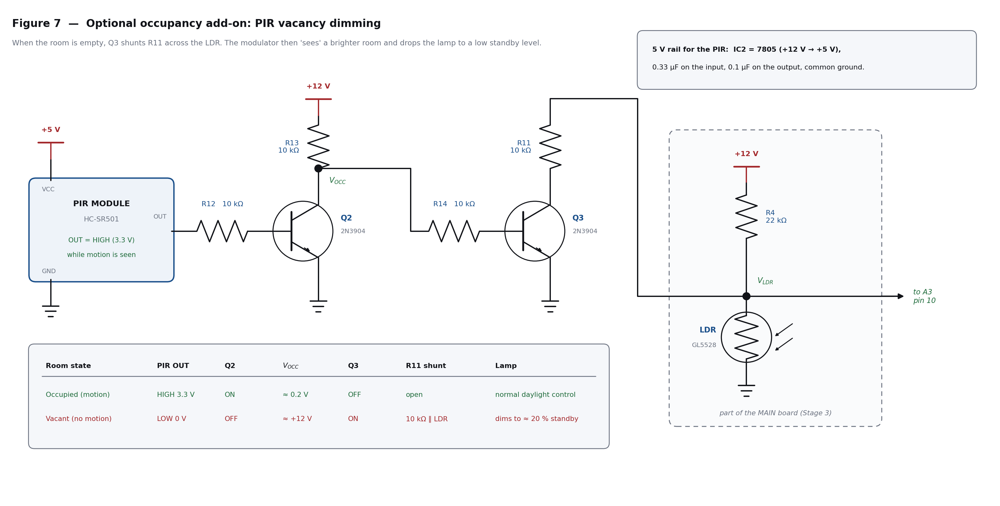 Figure 7 — Optional occupancy add-on: PIR vacancy dimming
When the room is empty, Q3 shunts R11 across the LDR. The modulator then 'sees' a brighter room and drops the lamp to a low standby level.
5 V rail for the PIR: IC2 = 7805 (+12 V → +5 V),
0.33 µF on the input, 0.1 µF on the output, common ground.
+5 V
VCC
PIR MODULE
HC-SR501
OUT
OUT = HIGH (3.3 V)
while motion is seen
GND
R12 10 kΩ
+12 V
R13
10 kΩ
V_OCC
Q2
2N3904
R14 10 kΩ
R11
10 kΩ
Q3
2N3904
+12 V
R4
22 kΩ
V_LDR
to A3
pin 10
LDR
GL5528
part of the MAIN board (Stage 3)
Room state PIR OUT Q2 V_OCC Q3 R11 shunt Lamp
Occupied (motion) HIGH 3.3 V ON ≈ 0.2 V OFF open normal daylight control
Vacant (no motion) LOW 0 V OFF ≈ +12 V ON 10 kΩ ∥ LDR dims to ≈ 20 % standby